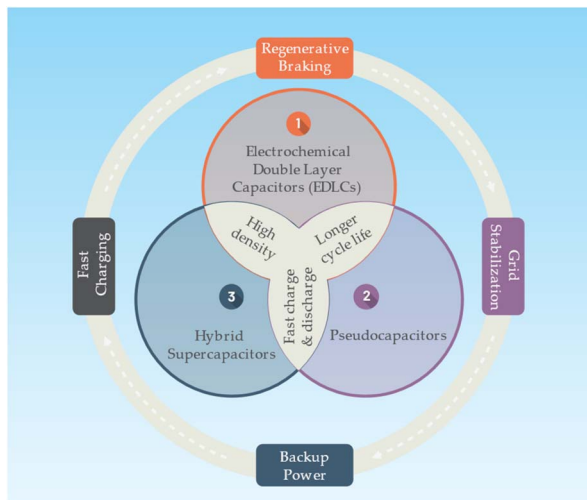 Regenerative
Braking
1
Electrochemical
Double Layer
Capacitors (EDLCs)
High
density
Longer
cycle life
Fast
Charging
Grid
Stabilization
3
Fast charge
& discharge
2
Hybrid
Supercapacitors
Pseudocapacitors
Backup
Power